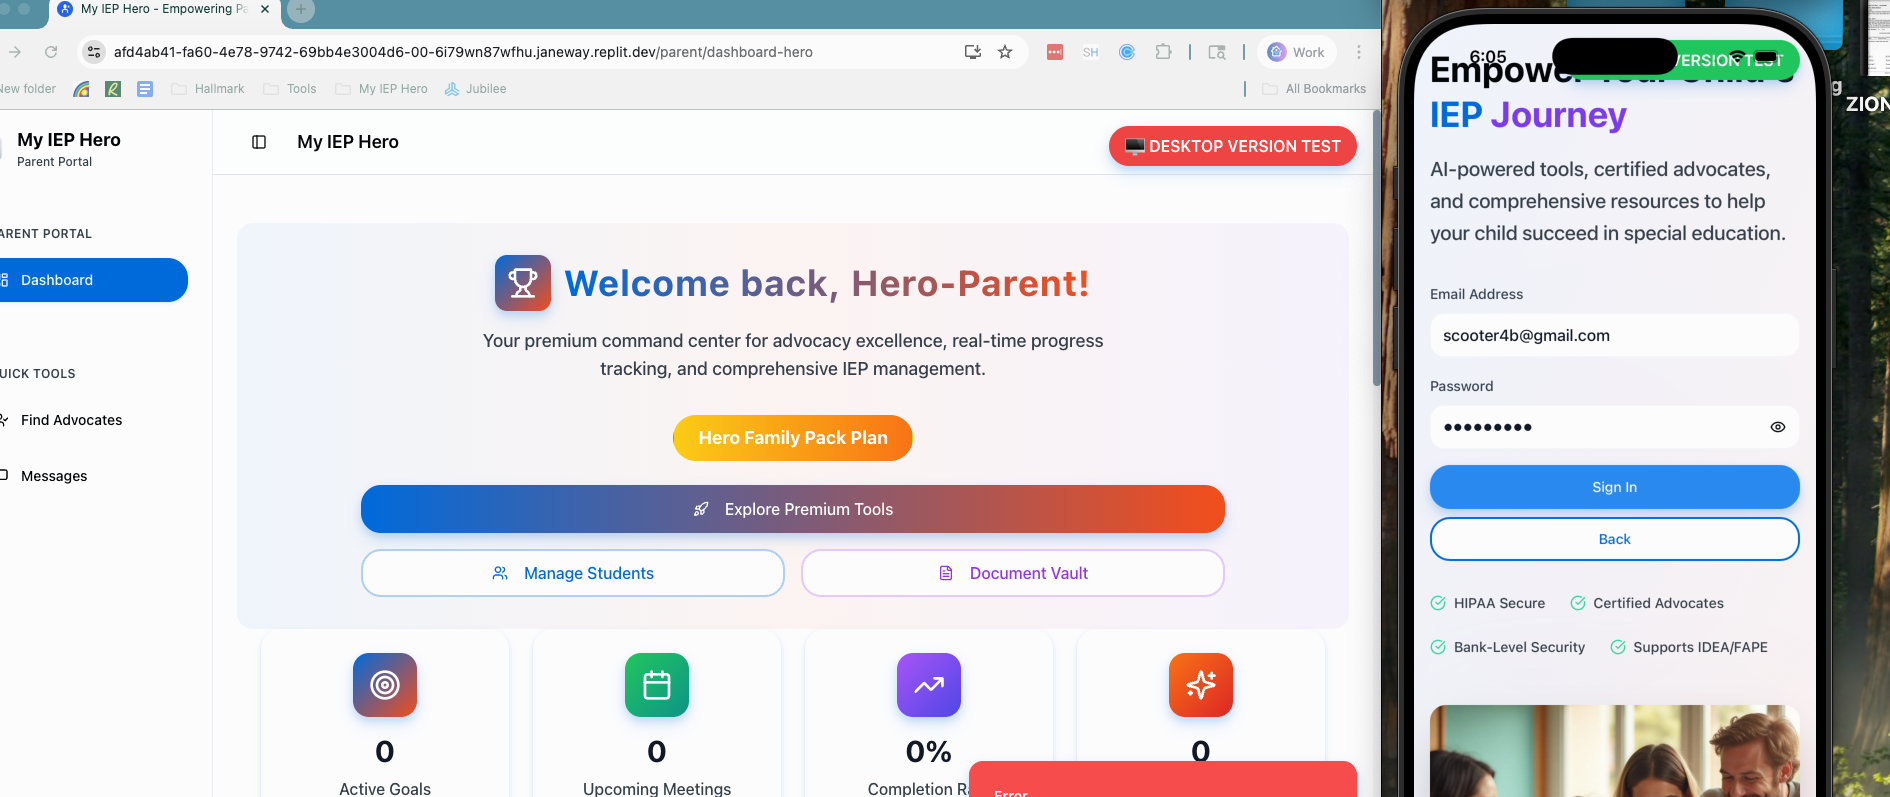 My IEP Hero - Empowering Pa
afd4ab41-fa60-4e78-9742-69bb4e3004d6-00-6i79wn87wfhu.janeway.replit.dev/parent/dashboard-hero
SH
Work
New folder
Hallmark
Tools
My IEP Hero
Jubilee
All Bookmarks
My IEP Hero
Parent Portal
ARENT PORTAL
Dashboard
UICK TOOLS
Find Advocates
Messages
My IEP Hero
DESKTOP VERSION TEST
Welcome back, Hero-Parent!
Your premium command center for advocacy excellence, real-time progress
tracking, and comprehensive IEP management.
Hero Family Pack Plan
Explore Premium Tools
Manage Students
Document Vault
0
Active Goals
0
Upcoming Meetings
0%
Completion Ra
0
Error
6:05
VERSION TEST
Empower Your Child's
IEP Journey
AI-powered tools, certified advocates,
and comprehensive resources to help
your child succeed in special education.
Email Address
scooter4b@gmail.com
Password
Sign In
Back
HIPAA Secure
Certified Advocates
Bank-Level Security
Supports IDEA/FAPE
g
ZION